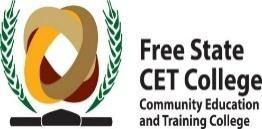 Free State
CET College
Community Education
and Training College